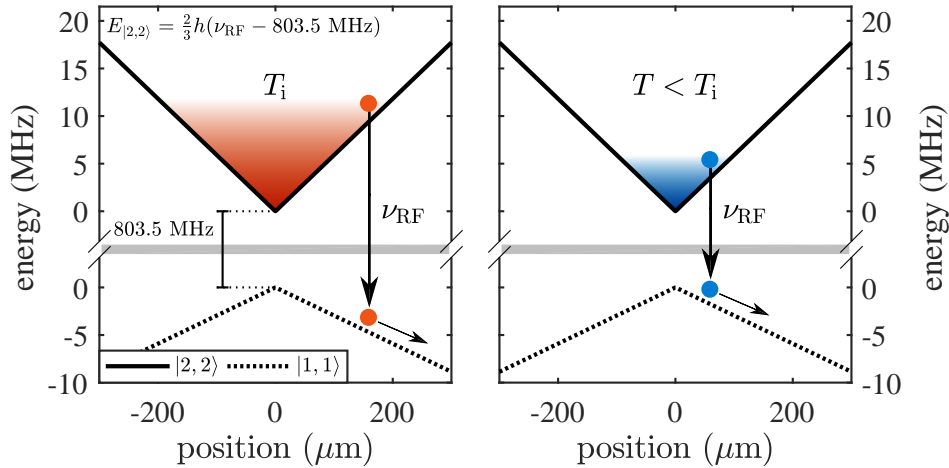 E|2,2⟩ = 2/3 h(νRF − 803.5 MHz)
energy (MHz)
20
15
10
5
0
0
-5
-10
Ti
νRF
803.5 MHz
|2, 2⟩ |1, 1⟩
-200 0 200
position (μm)
T < Ti
νRF
20
15
10
5
0
0
-5
-10
energy (MHz)
-200 0 200
position (μm)